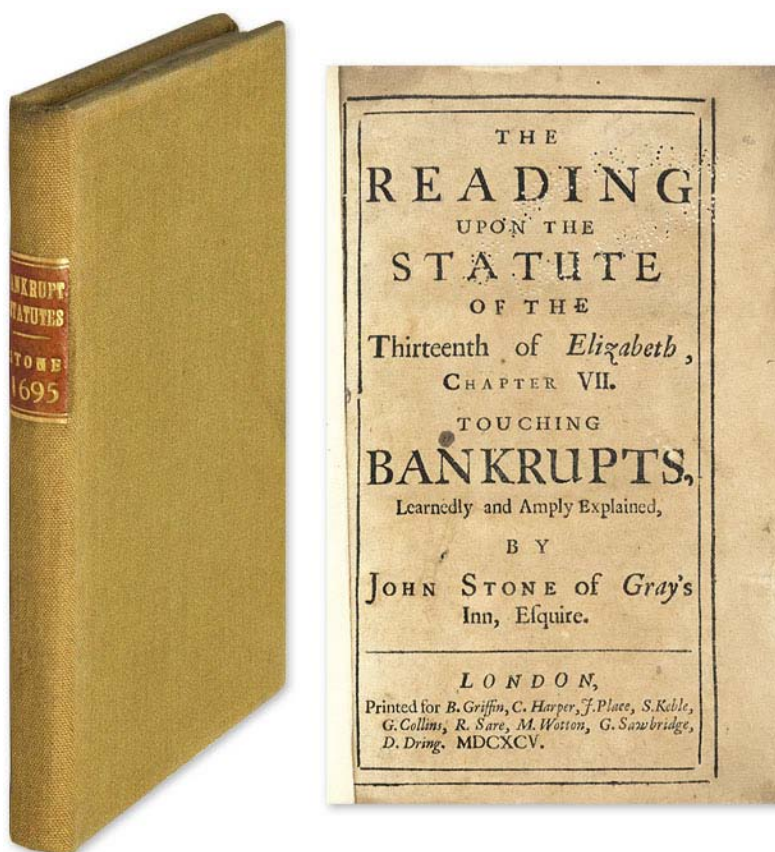 ANKRUPT
STATUTES
STONE
1695
THE
READING
UPON THE
STATUTE
OF THE
Thirteenth of Elizabeth,
CHAPTER VII.
TOUCHING
BANKRUPTS,
Learnedly and Amply Explained,
BY
JOHN STONE of Gray's
Inn, Eſquire.
LONDON,
Printed for B. Griffin, C. Harper, J. Place, S. Keble,
G. Collins, R. Sare, M. Wotton, G. Sawbridge,
D. Dring. MDCXCV.